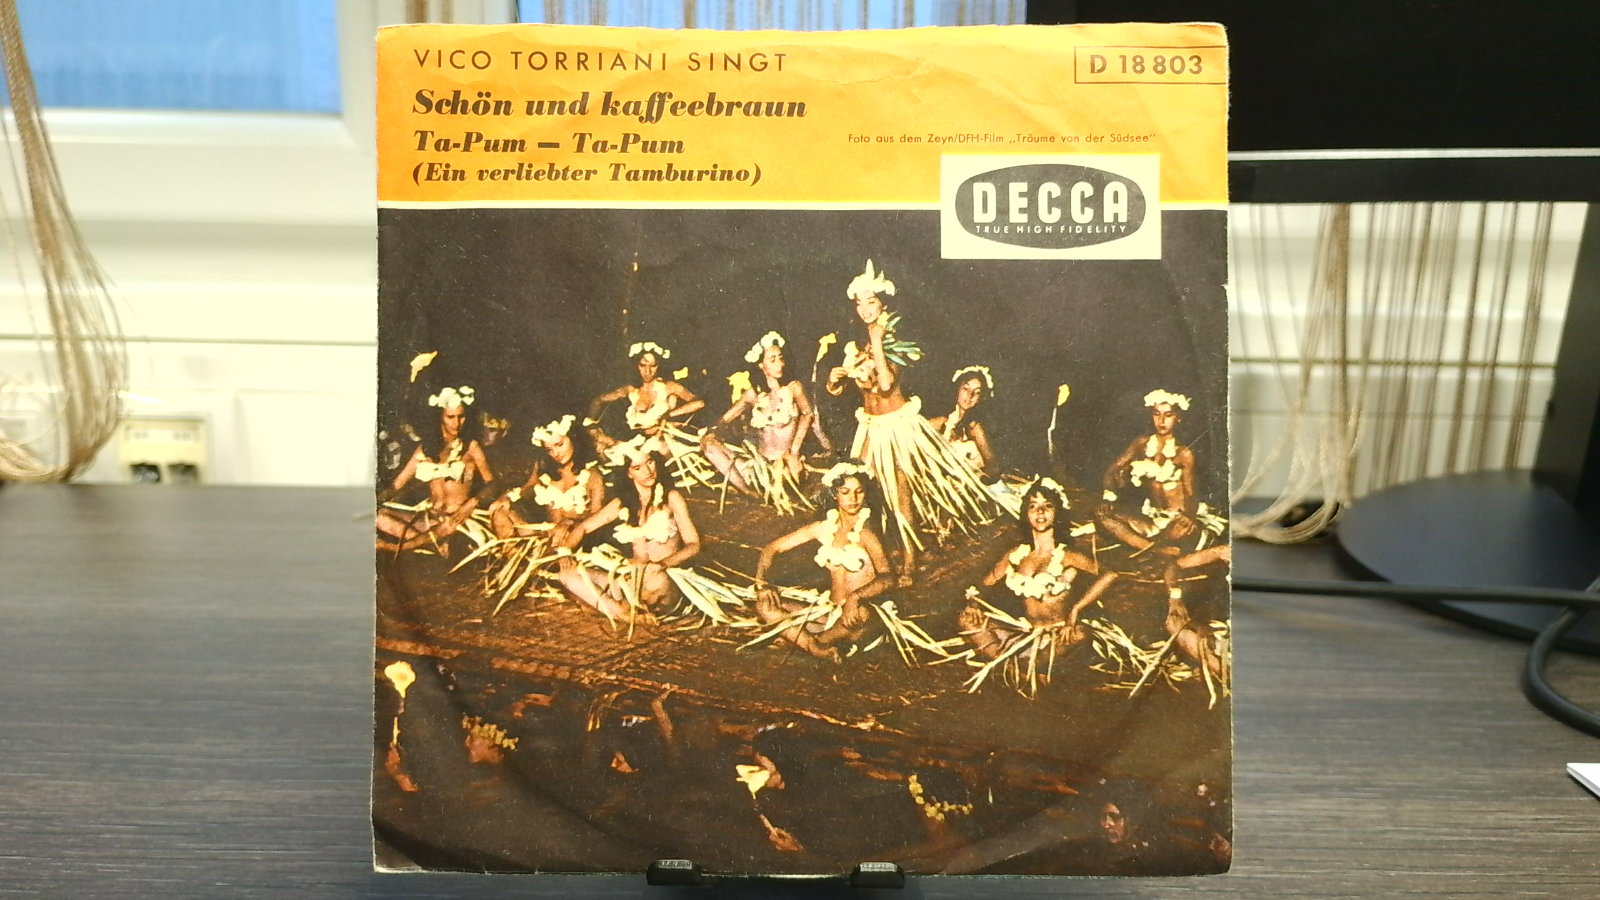 VICO TORRIANI SINGT
D 18 803
Schön und kaffeebraun
Ta-Pum — Ta-Pum
(Ein verliebter Tamburino)
Foto aus dem Zeyn/DFH-Film „Träume von der Südsee"
DECCA
TRUE HIGH FIDELITY